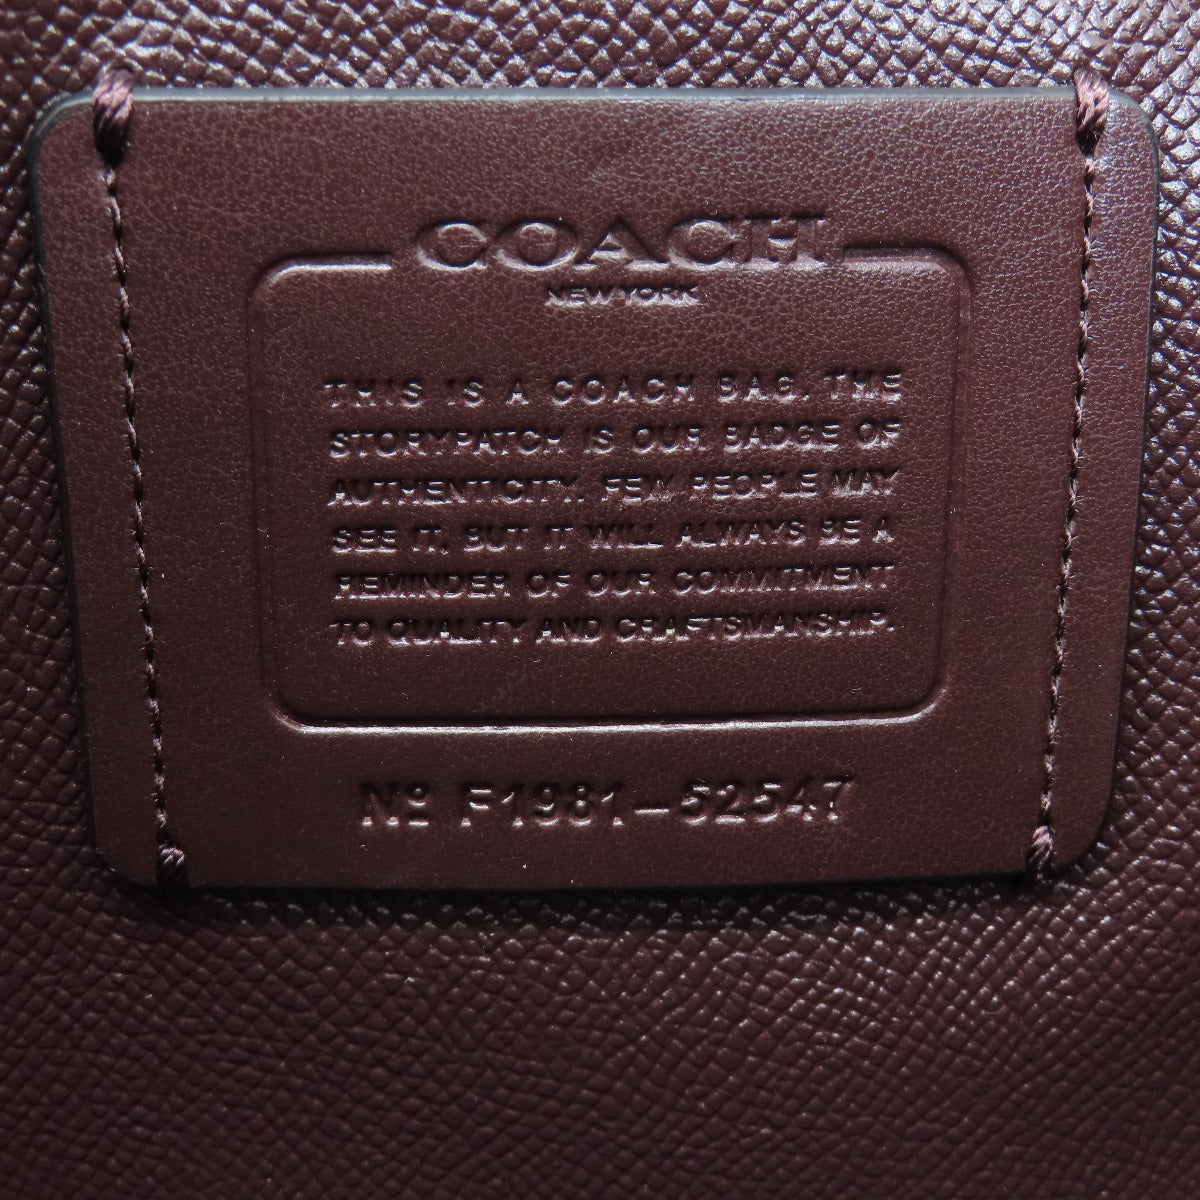 COACH
NEW YORK
THIS IS A COACH BAG. THE
STORYPATCH IS OUR BADGE OF
AUTHENTICITY. FEW PEOPLE MAY
SEE IT, BUT IT WILL ALWAYS BE A
REMINDER OF OUR COMMITMENT
TO QUALITY AND CRAFTSMANSHIP.
Nº F1981-52547